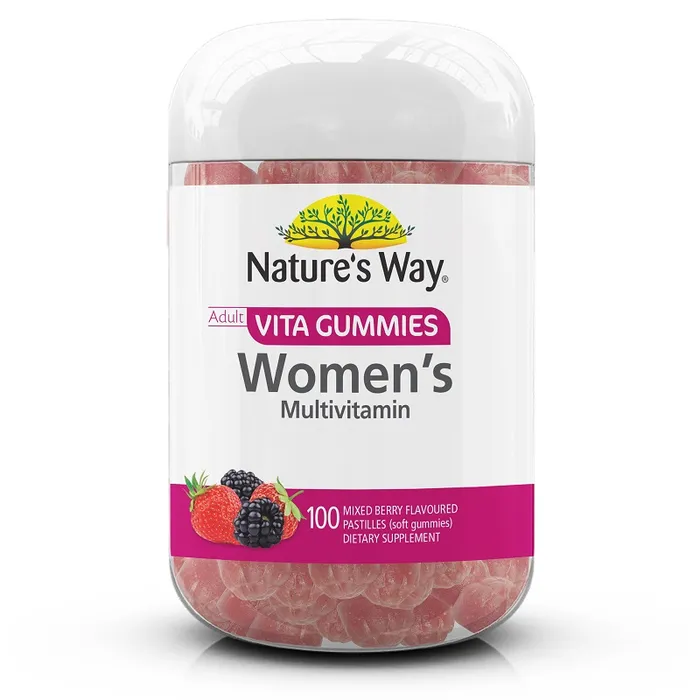 Nature's Way®
Adult VITA GUMMIES
Women's
Multivitamin
100 MIXED BERRY FLAVOURED
PASTILLES (soft gummies)
DIETARY SUPPLEMENT